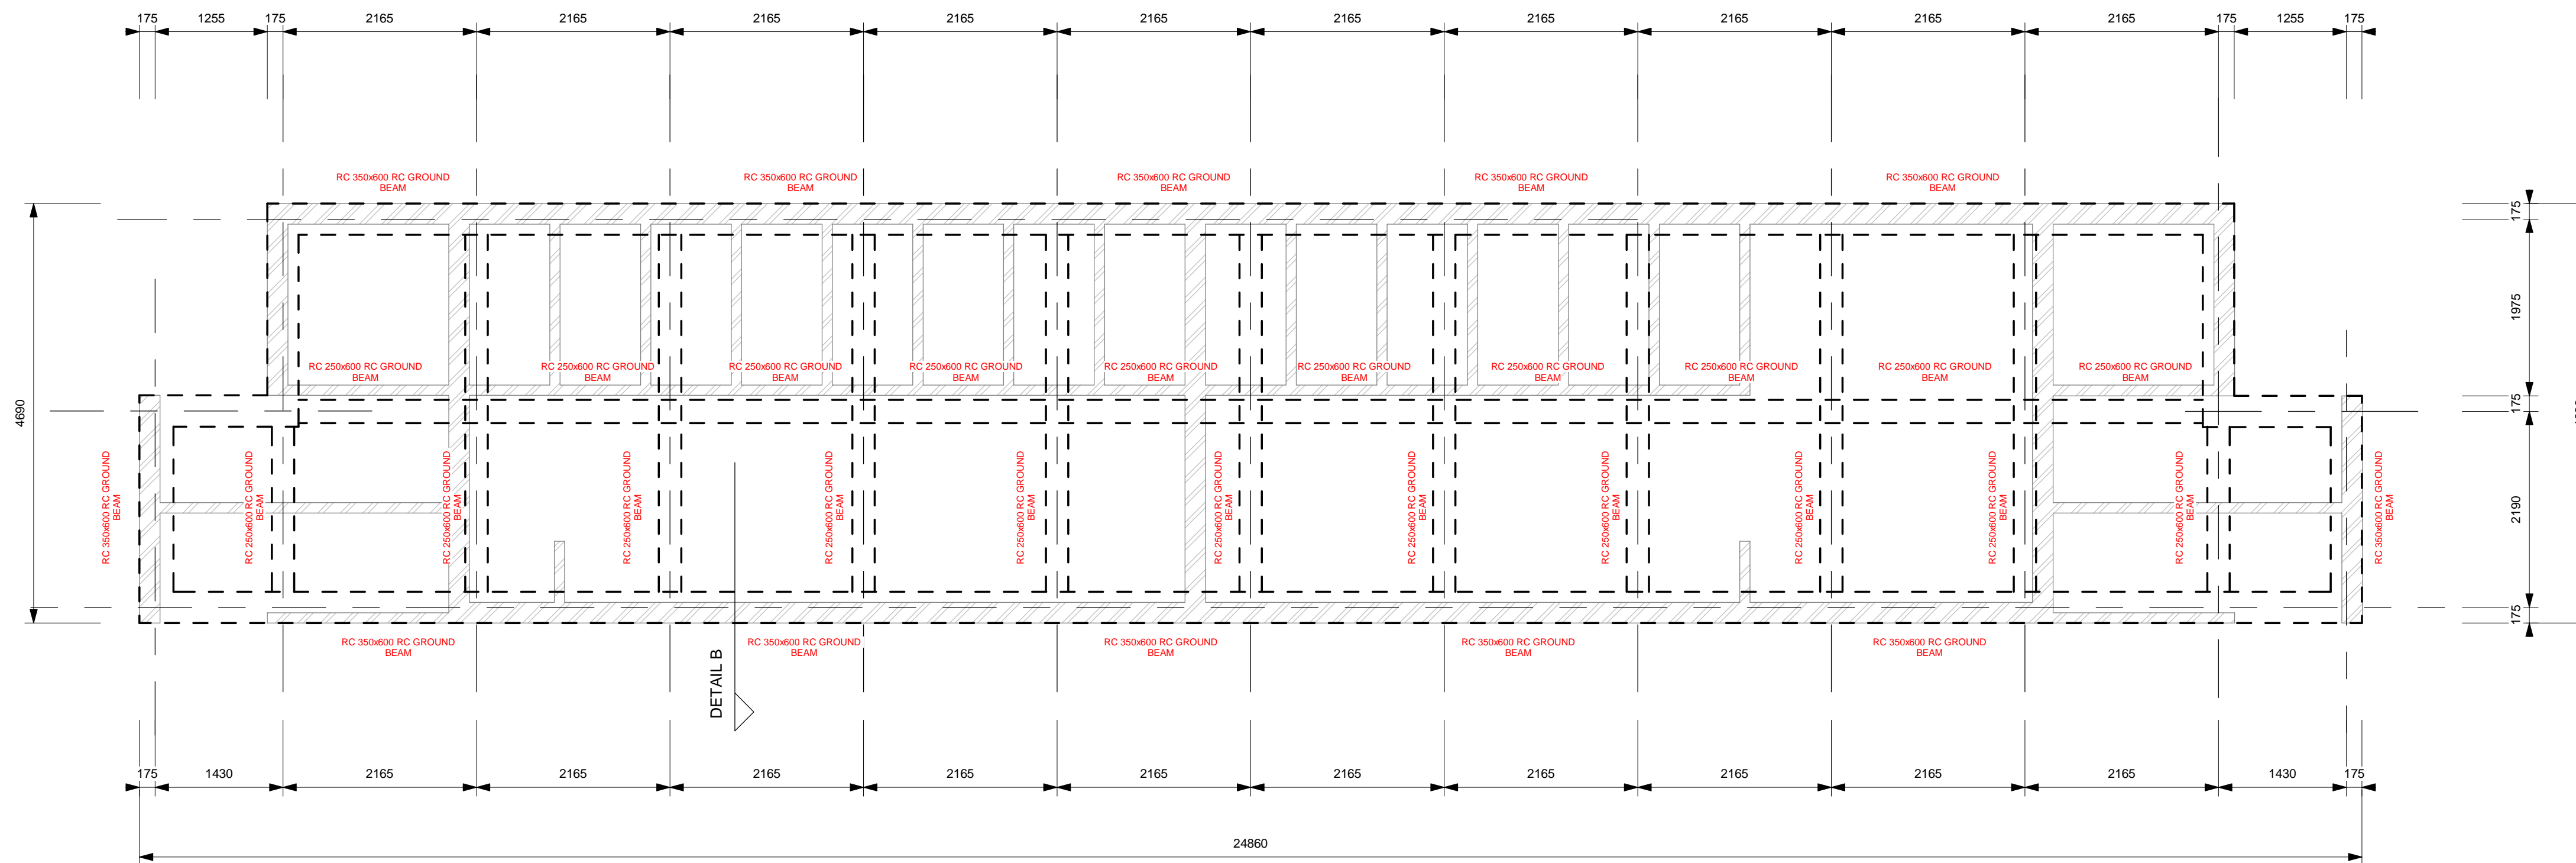 175 1255 175 2165 2165 2165 2165 2165 2165 2165 2165 2165 2165 175 1255 175
RC 350x600 RC GROUND
BEAM
RC 350x600 RC GROUND
BEAM
RC 350x600 RC GROUND
BEAM
RC 350x600 RC GROUND
BEAM
RC 350x600 RC GROUND
BEAM
175
1975
175
2190
175
4690
RC 250x600 RC GROUND
BEAM
RC 250x600 RC GROUND
BEAM
RC 250x600 RC GROUND
BEAM
RC 250x600 RC GROUND
BEAM
RC 250x600 RC GROUND
BEAM
RC 250x600 RC GROUND
BEAM
RC 250x600 RC GROUND
BEAM
RC 250x600 RC GROUND
BEAM
RC 250x600 RC GROUND
BEAM
RC 250x600 RC GROUND
BEAM
RC 350x600 RC GROUND
BEAM
RC 250x600 RC GROUND
BEAM
RC 250x600 RC GROUND
BEAM
RC 250x600 RC GROUND
BEAM
RC 250x600 RC GROUND
BEAM
RC 250x600 RC GROUND
BEAM
RC 250x600 RC GROUND
BEAM
RC 250x600 RC GROUND
BEAM
RC 250x600 RC GROUND
BEAM
RC 250x600 RC GROUND
BEAM
RC 250x600 RC GROUND
BEAM
RC 250x600 RC GROUND
BEAM
RC 350x600 RC GROUND
BEAM
RC 350x600 RC GROUND
BEAM
RC 350x600 RC GROUND
BEAM
RC 350x600 RC GROUND
BEAM
RC 350x600 RC GROUND
BEAM
RC 350x600 RC GROUND
BEAM
DETAIL B
175 1430 2165 2165 2165 2165 2165 2165 2165 2165 2165 2165 1430 175
24860